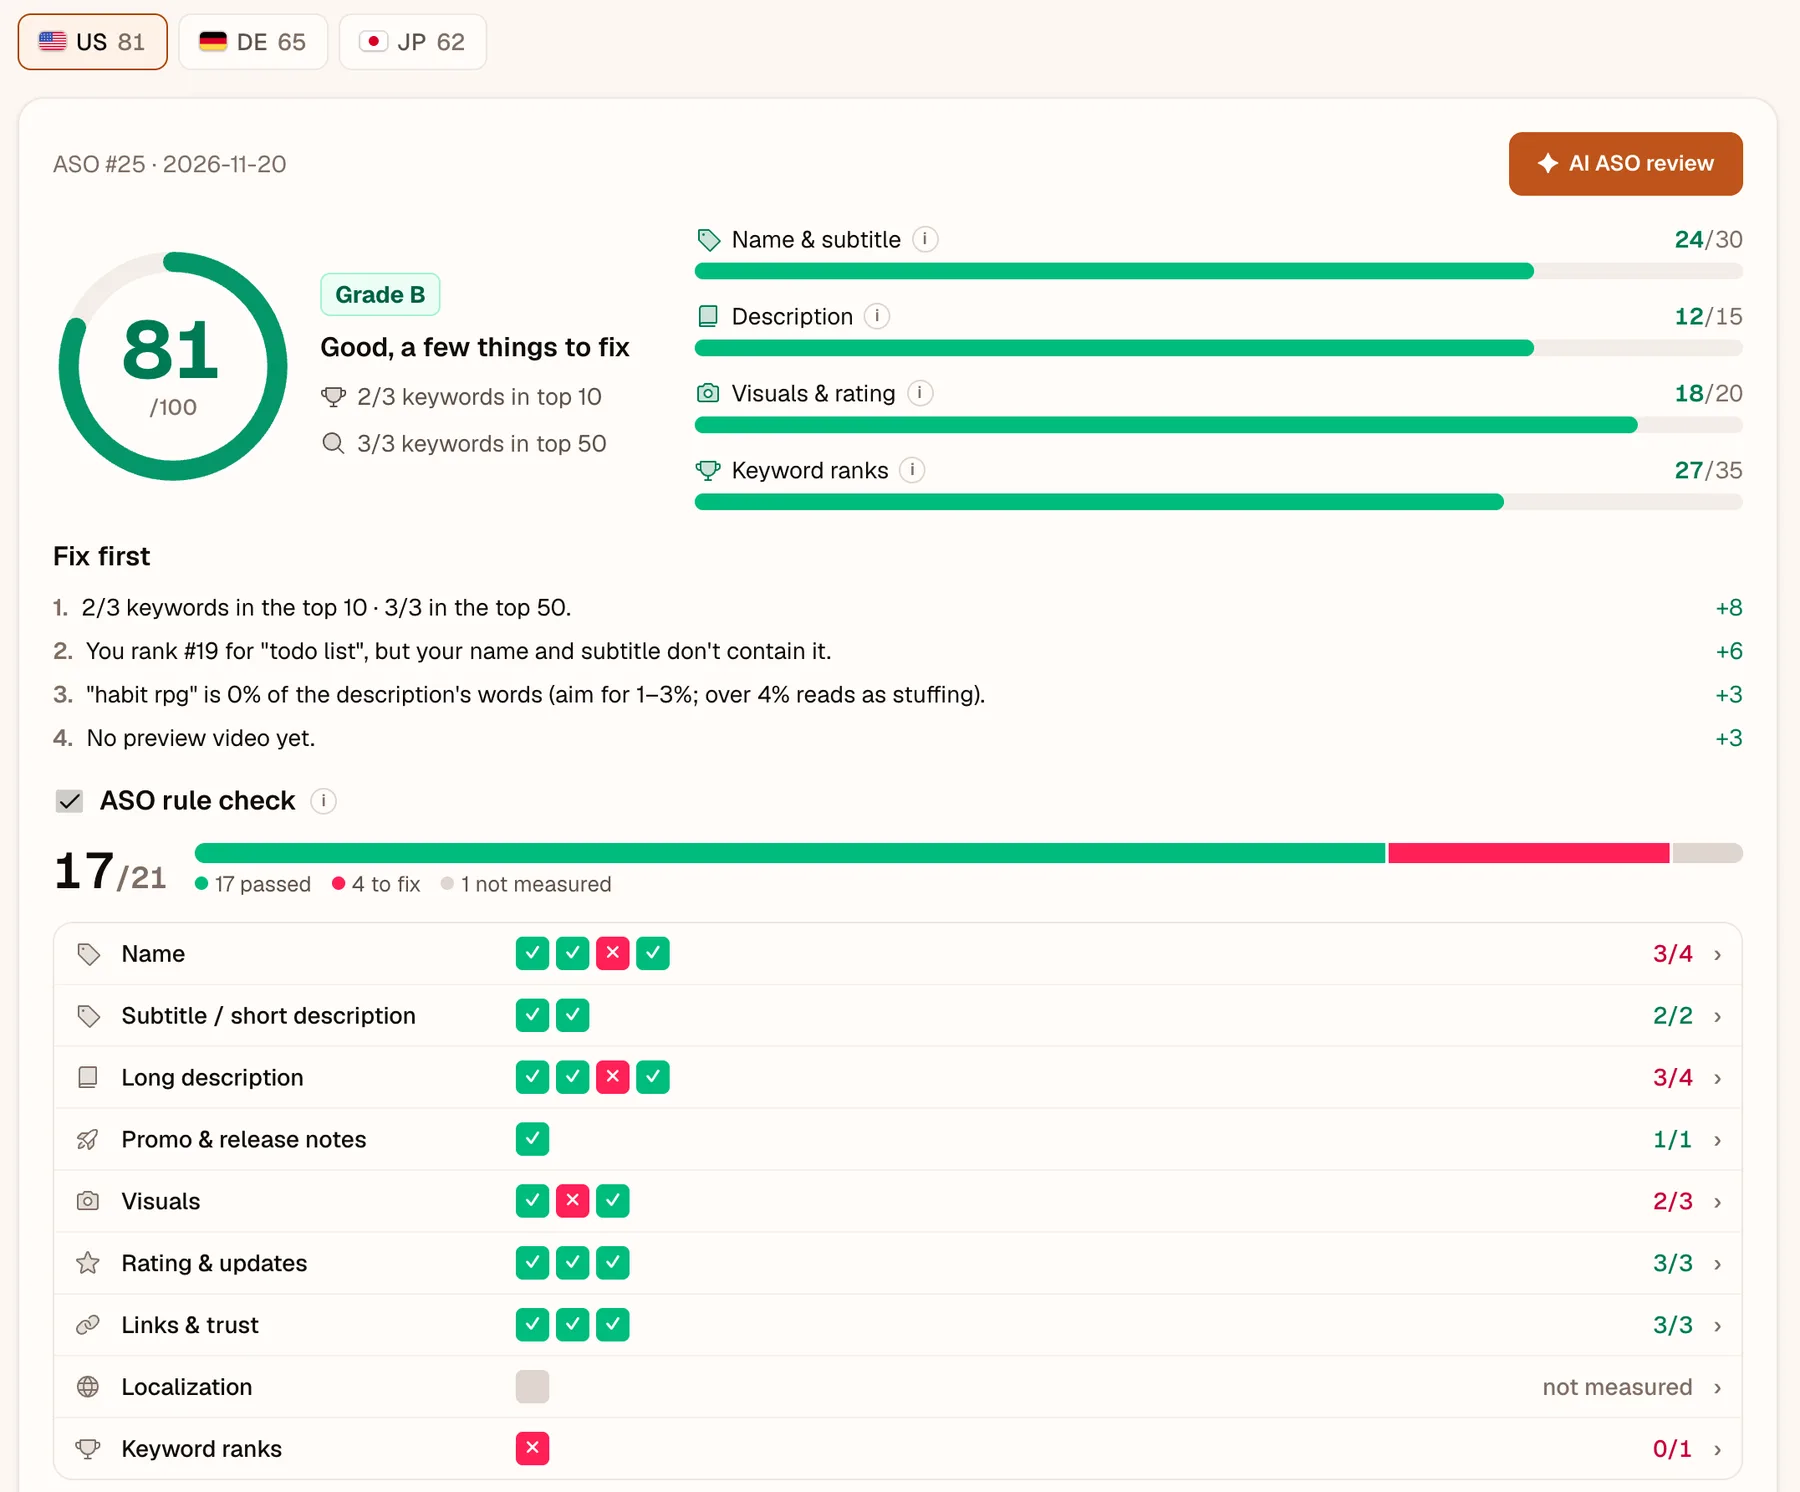 US 81
DE 65
JP 62
ASO #25 · 2026-11-20
AI ASO review
81
/100
Grade B
Good, a few things to fix
2/3 keywords in top 10
3/3 keywords in top 50
Name & subtitle i 24/30
Description i 12/15
Visuals & rating i 18/20
Keyword ranks i 27/35
Fix first
1. 2/3 keywords in the top 10 · 3/3 in the top 50. +8
2. You rank #19 for "todo list", but your name and subtitle don't contain it. +6
3. "habit rpg" is 0% of the description's words (aim for 1–3%; over 4% reads as stuffing). +3
4. No preview video yet. +3
ASO rule check i
17/21
17 passed 4 to fix 1 not measured
Name 3/4
Subtitle / short description 2/2
Long description 3/4
Promo & release notes 1/1
Visuals 2/3
Rating & updates 3/3
Links & trust 3/3
Localization not measured
Keyword ranks 0/1